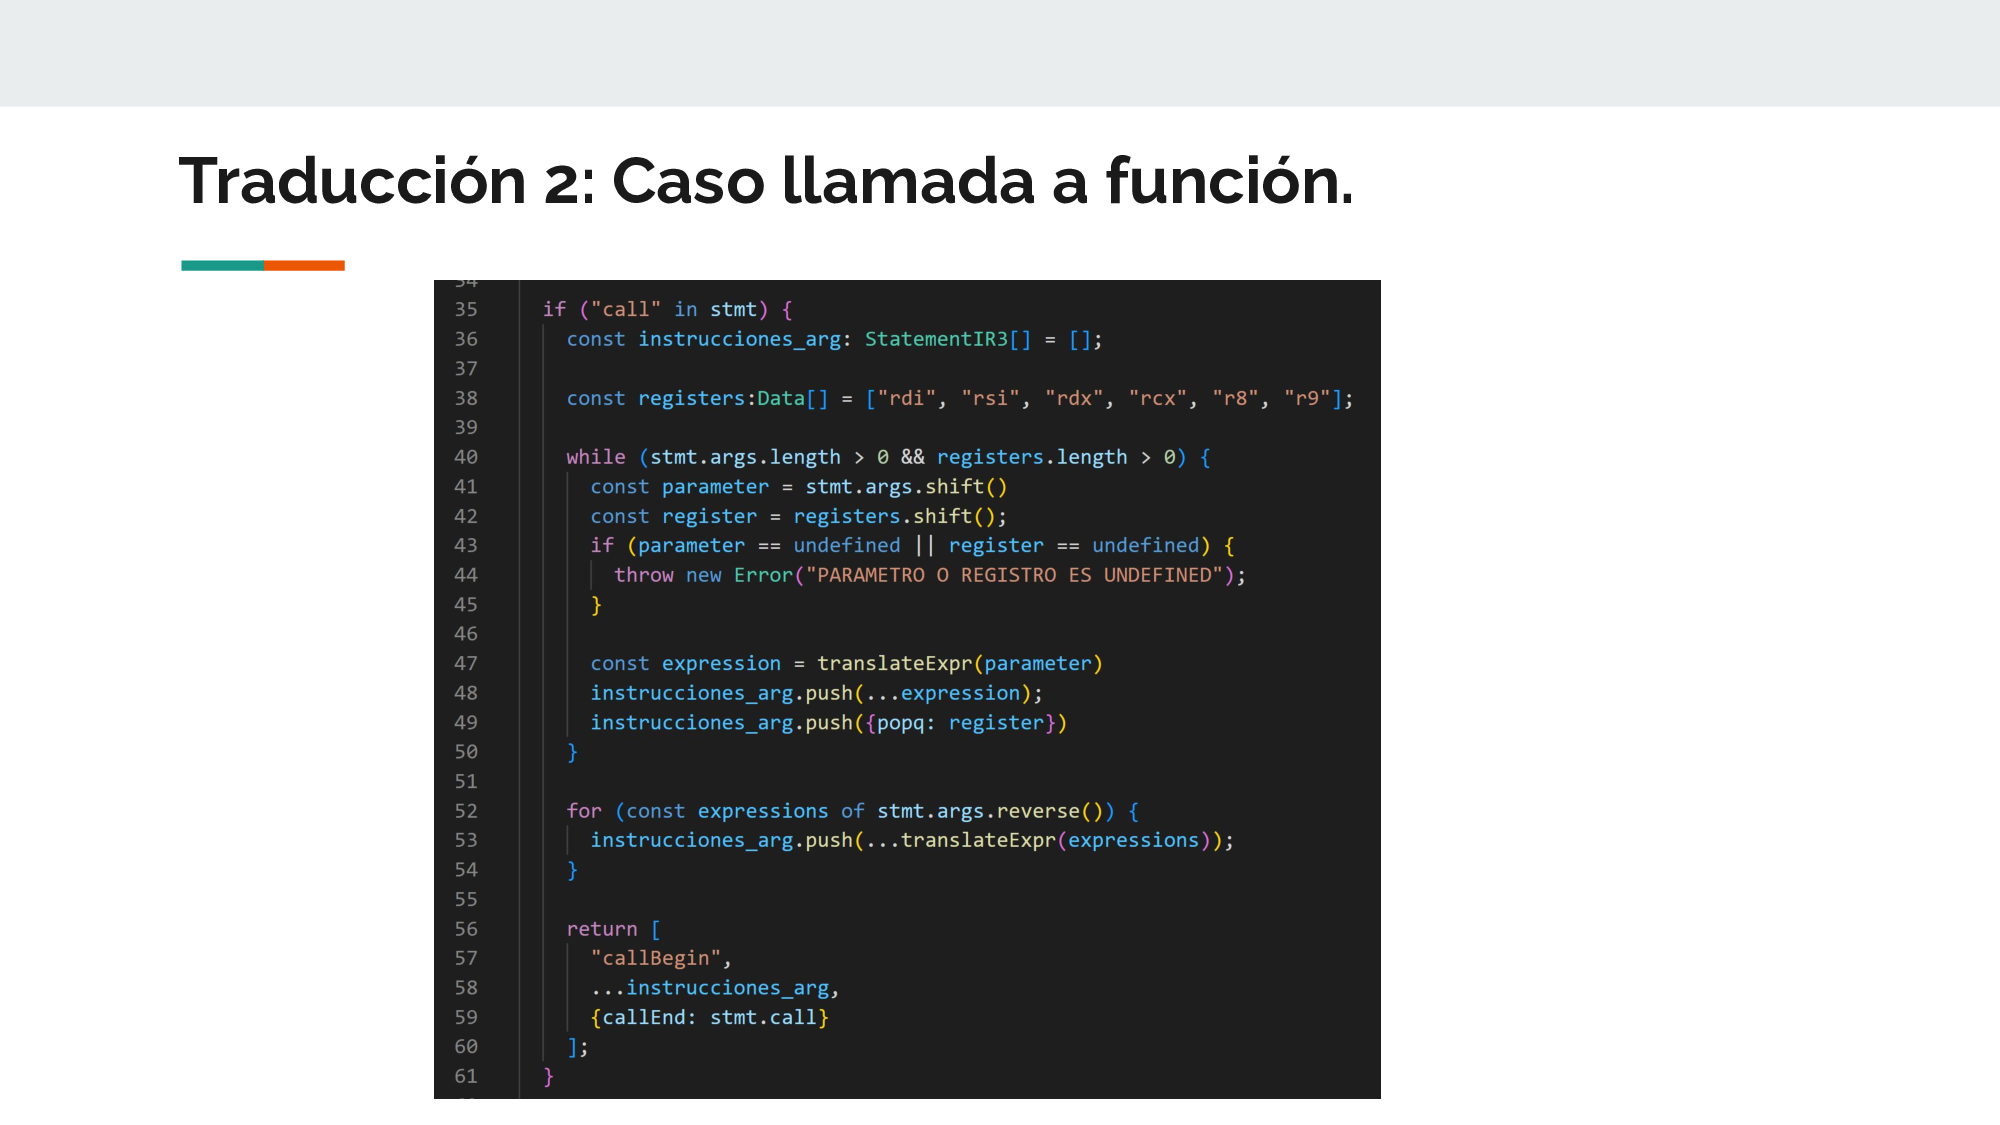 Traducción 2: Caso llamada a función.
34
35 if ("call" in stmt) {
36 const instrucciones_arg: StatementIR3[] = [];
37
38 const registers:Data[] = ["rdi", "rsi", "rdx", "rcx", "r8", "r9"];
39
40 while (stmt.args.length > 0 && registers.length > 0) {
41 const parameter = stmt.args.shift()
42 const register = registers.shift();
43 if (parameter == undefined || register == undefined) {
44 throw new Error("PARAMETRO O REGISTRO ES UNDEFINED");
45 }
46
47 const expression = translateExpr(parameter)
48 instrucciones_arg.push(...expression);
49 instrucciones_arg.push({popq: register})
50 }
51
52 for (const expressions of stmt.args.reverse()) {
53 instrucciones_arg.push(...translateExpr(expressions));
54 }
55
56 return [
57 "callBegin",
58 ...instrucciones_arg,
59 {callEnd: stmt.call}
60 ];
61 }